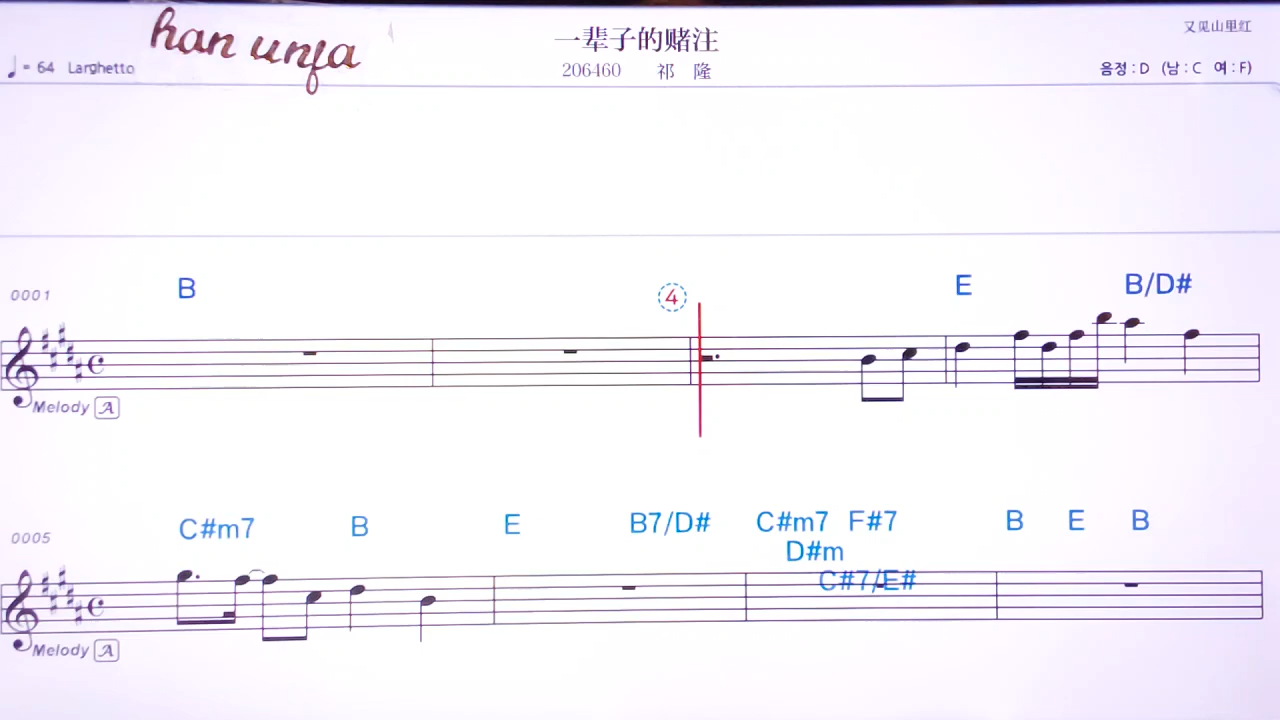 han unfa
一辈子的赌注
又见山里红
♩= 64 Larghetto
206460 祁 隆
음정 : D (남 : C 여 : F)
0001 B ④ E B/D#
Melody A
0005 C#m7 B E B7/D# C#m7 F#7 B E B
D#m
C#7/E#
Melody A